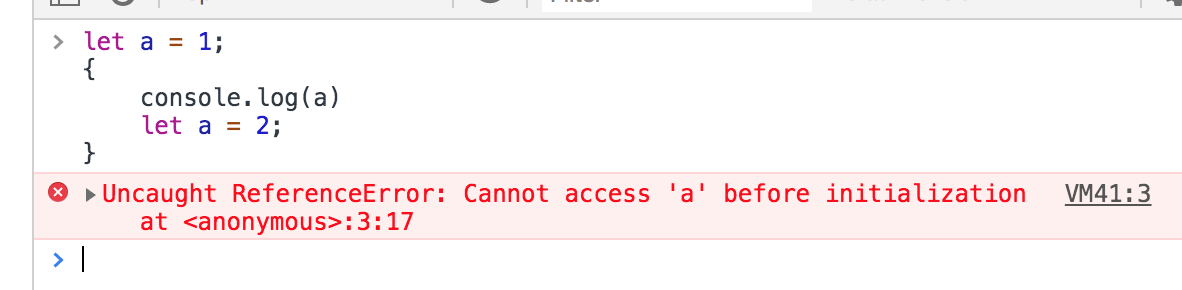 let a = 1;
{
console.log(a)
let a = 2;
}
Uncaught ReferenceError: Cannot access 'a' before initialization VM41:3
at <anonymous>:3:17